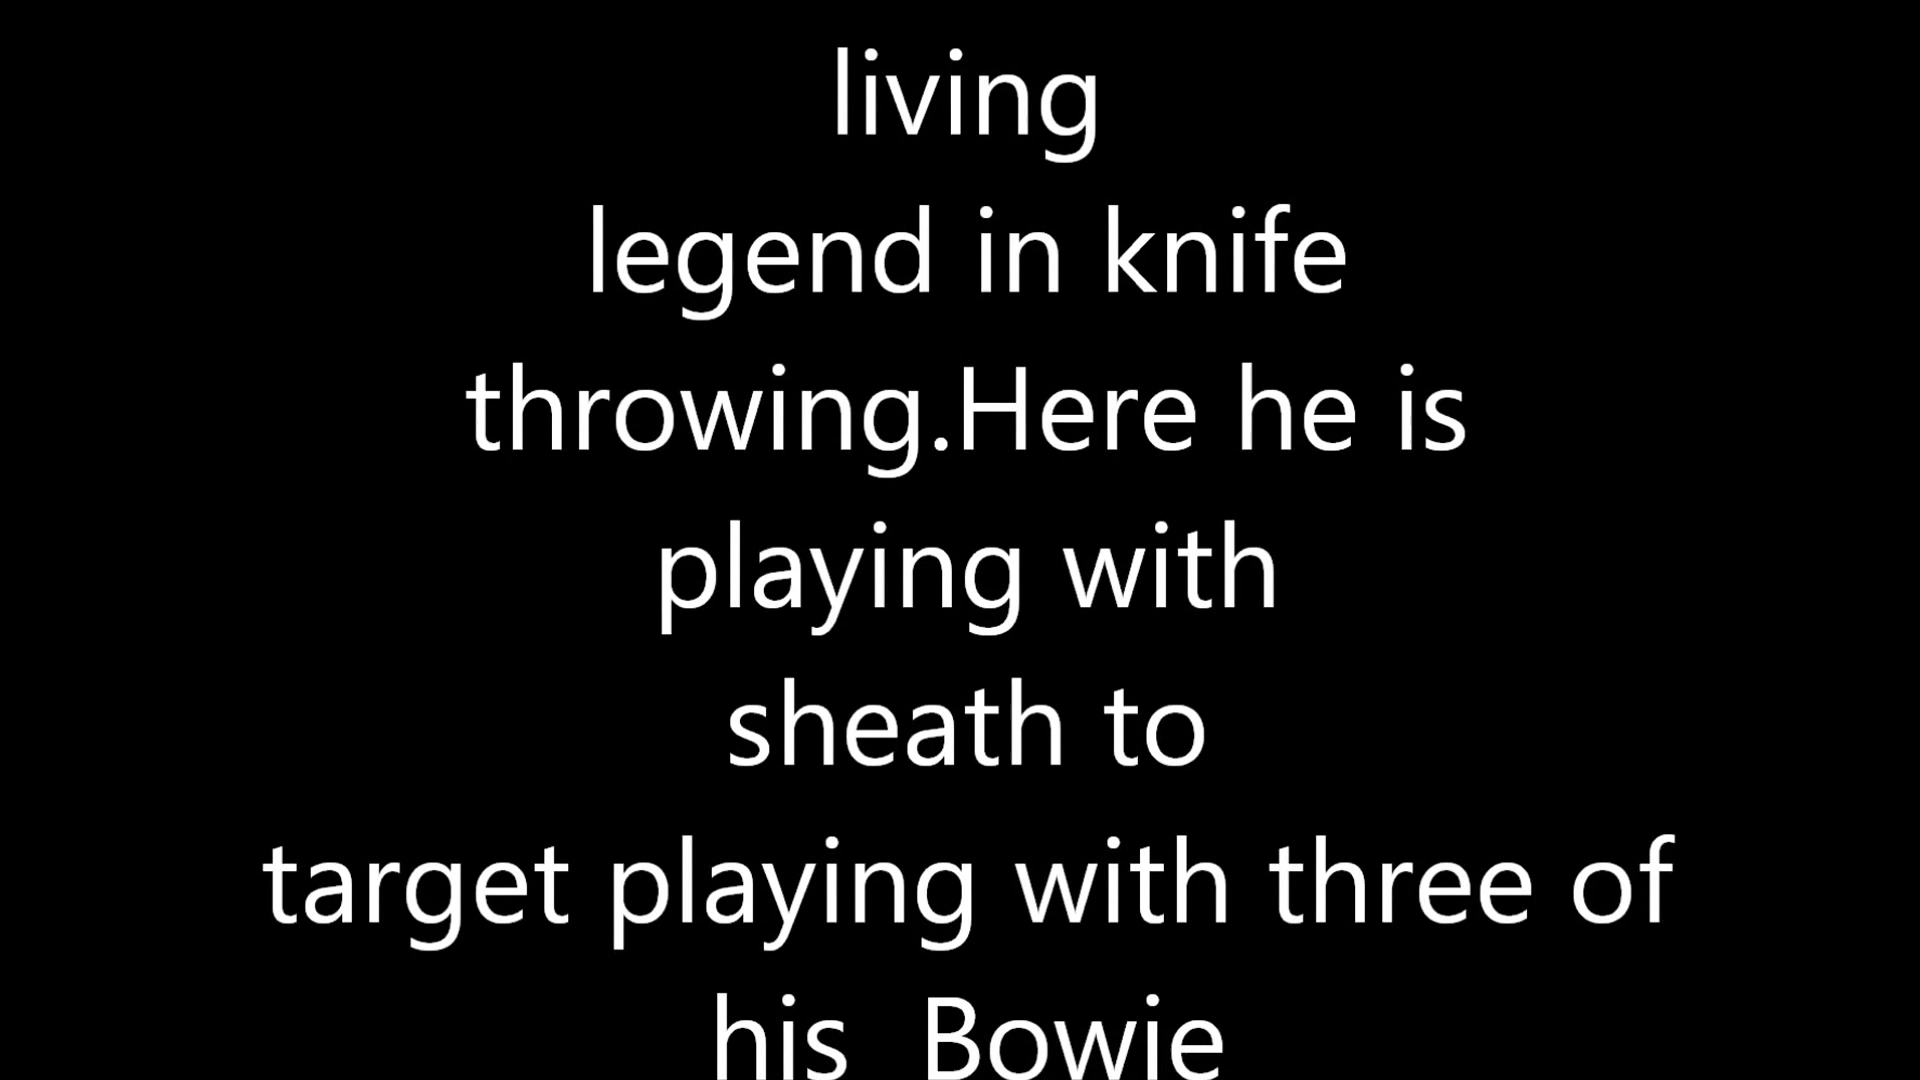 living
legend in knife
throwing.Here he is
playing with
sheath to
target playing with three of
his  Bowie